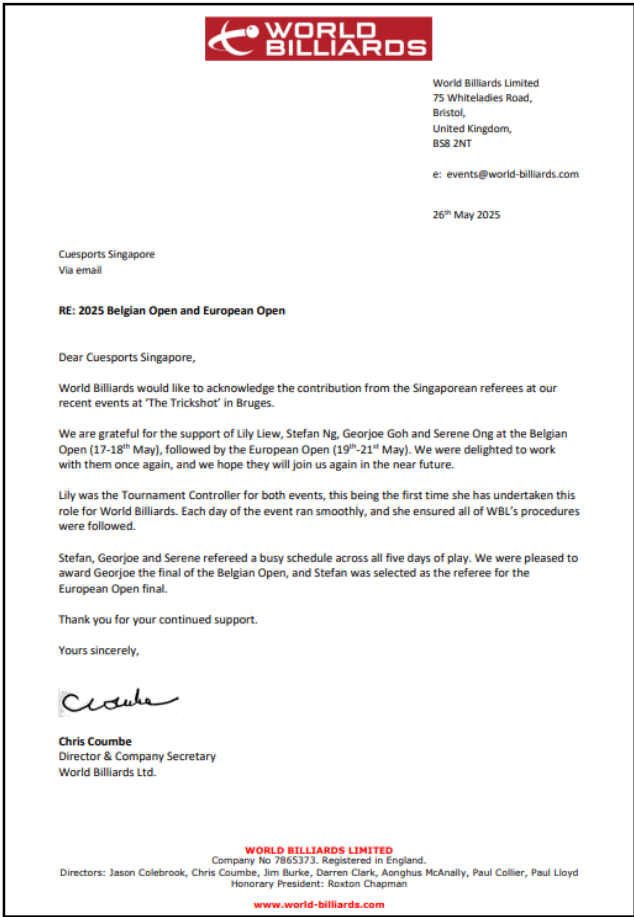 WORLD
BILLIARDS
World Billiards Limited
75 Whiteladies Road,
Bristol,
United Kingdom,
BS8 2NT
e: events@world-billiards.com
26th May 2025
Cuesports Singapore
Via email
RE: 2025 Belgian Open and European Open
Dear Cuesports Singapore,
World Billiards would like to acknowledge the contribution from the Singaporean referees at our
recent events at ‘The Trickshot’ in Bruges.
We are grateful for the support of Lily Liew, Stefan Ng, Georjoe Goh and Serene Ong at the Belgian
Open (17-18th May), followed by the European Open (19th-21st May). We were delighted to work
with them once again, and we hope they will join us again in the near future.
Lily was the Tournament Controller for both events, this being the first time she has undertaken this
role for World Billiards. Each day of the event ran smoothly, and she ensured all of WBL’s procedures
were followed.
Stefan, Georjoe and Serene refereed a busy schedule across all five days of play. We were pleased to
award Georjoe the final of the Belgian Open, and Stefan was selected as the referee for the
European Open final.
Thank you for your continued support.
Yours sincerely,
CCoumbe
Chris Coumbe
Director & Company Secretary
World Billiards Ltd.
WORLD BILLIARDS LIMITED
Company No 7865373. Registered in England.
Directors: Jason Colebrook, Chris Coumbe, Jim Burke, Darren Clark, Aonghus McAnally, Paul Collier, Paul Lloyd
Honorary President: Roxton Chapman
www.world-billiards.com